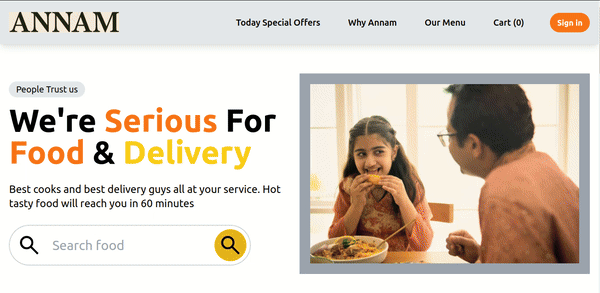 ANNAM
Today Special Offers
Why Annam
Our Menu
Cart (0)
Sign in
People Trust us
We're Serious For
Food & Delivery
Best cooks and best delivery guys all at your service. Hot
tasty food will reach you in 60 minutes
Search food